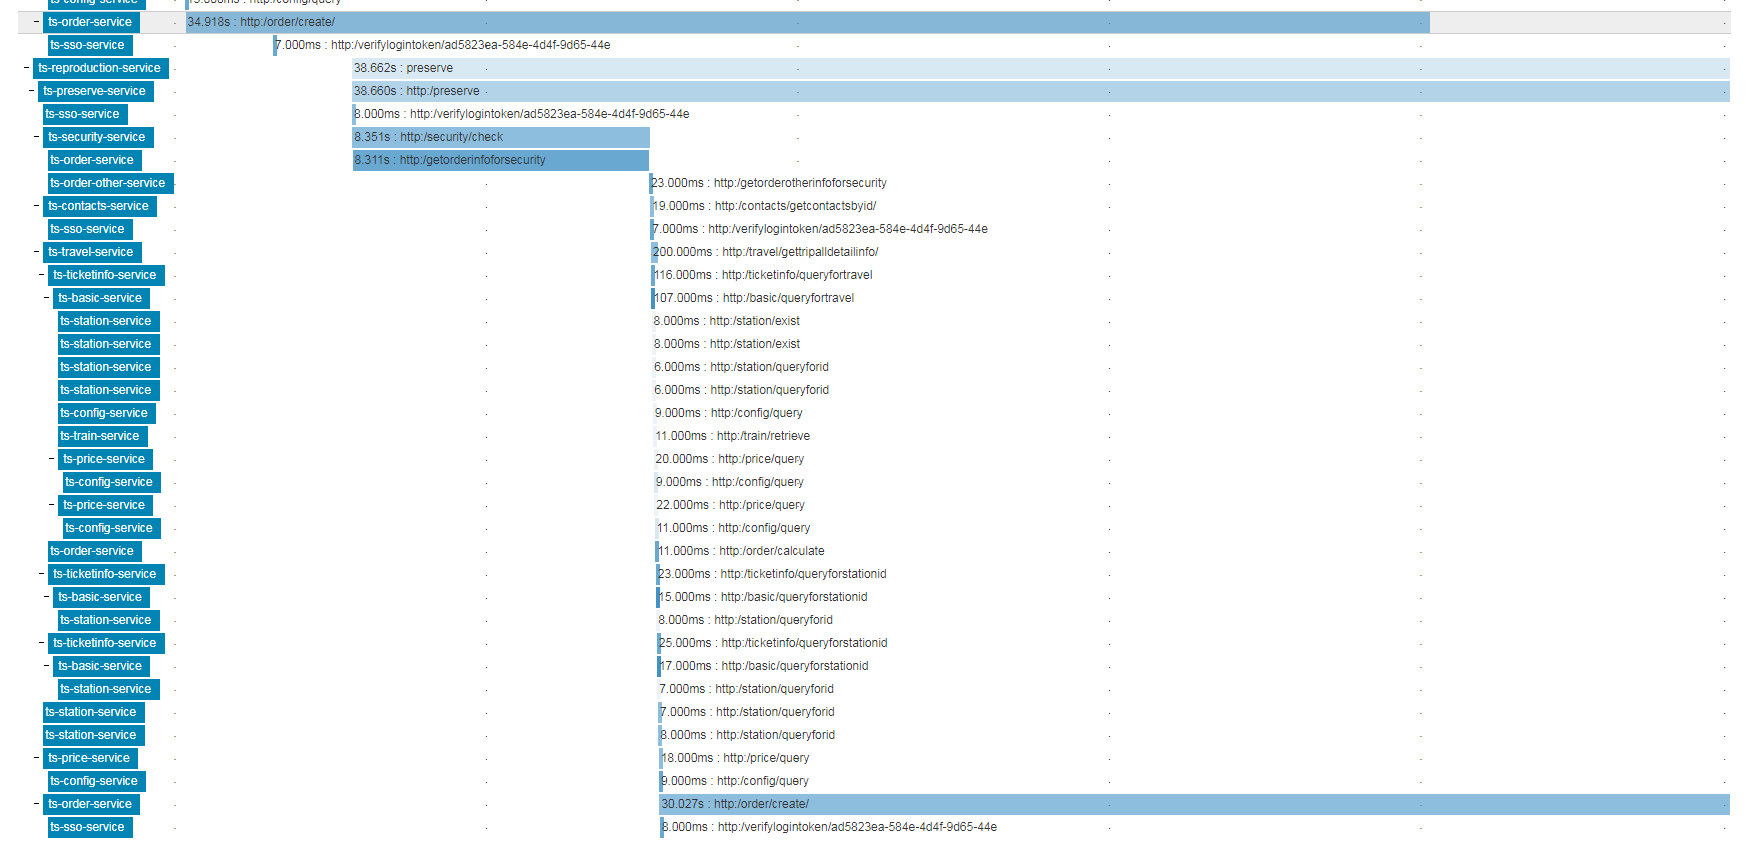 ts-config-service 15.000ms : http:/config/query
- ts-order-service 34.918s : http:/order/create/
ts-sso-service 7.000ms : http:/verifylogintoken/ad5823ea-584e-4d4f-9d65-44e
- ts-reproduction-service 38.662s : preserve
- ts-preserve-service 38.660s : http:/preserve
ts-sso-service 8.000ms : http:/verifylogintoken/ad5823ea-584e-4d4f-9d65-44e
- ts-security-service 8.351s : http:/security/check
ts-order-service 8.311s : http:/getorderinfoforsecurity
ts-order-other-service 23.000ms : http:/getorderotherinfoforsecurity
- ts-contacts-service 19.000ms : http:/contacts/getcontactsbyid/
ts-sso-service 7.000ms : http:/verifylogintoken/ad5823ea-584e-4d4f-9d65-44e
- ts-travel-service 200.000ms : http:/travel/gettripalldetailinfo/
- ts-ticketinfo-service 116.000ms : http:/ticketinfo/queryfortravel
- ts-basic-service 107.000ms : http:/basic/queryfortravel
ts-station-service 8.000ms : http:/station/exist
ts-station-service 8.000ms : http:/station/exist
ts-station-service 6.000ms : http:/station/queryforid
ts-station-service 6.000ms : http:/station/queryforid
ts-config-service 9.000ms : http:/config/query
ts-train-service 11.000ms : http:/train/retrieve
- ts-price-service 20.000ms : http:/price/query
ts-config-service 9.000ms : http:/config/query
- ts-price-service 22.000ms : http:/price/query
ts-config-service 11.000ms : http:/config/query
ts-order-service 11.000ms : http:/order/calculate
- ts-ticketinfo-service 23.000ms : http:/ticketinfo/queryforstationid
- ts-basic-service 15.000ms : http:/basic/queryforstationid
ts-station-service 8.000ms : http:/station/queryforid
- ts-ticketinfo-service 25.000ms : http:/ticketinfo/queryforstationid
- ts-basic-service 17.000ms : http:/basic/queryforstationid
ts-station-service 7.000ms : http:/station/queryforid
ts-station-service 7.000ms : http:/station/queryforid
ts-station-service 8.000ms : http:/station/queryforid
- ts-price-service 18.000ms : http:/price/query
ts-config-service 9.000ms : http:/config/query
- ts-order-service 30.027s : http:/order/create/
ts-sso-service 8.000ms : http:/verifylogintoken/ad5823ea-584e-4d4f-9d65-44e